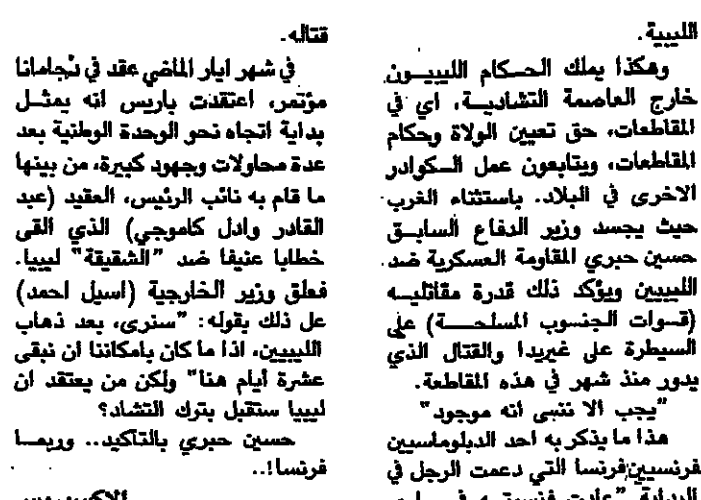 الليبية.
وهكذا يملك الحكام الليبيون
خارج العاصمة التشادية، اي في
المقاطعات، حق تعيين الولاة وحكام
المقاطعات، ويتابعون عمل الكوادر
الاخرى في البلاد. باستثناء الغرب
حيث يجسد وزير الدفاع السابق
حسين حبري المقاومة العسكرية ضد
الليبيين ويؤكد ذلك قدرة مقاتليه
(قسوات الجنسوب المسلحة) على
السيطرة على غيريدا والقتال الذي
يدور منذ شهر في هذه المقاطعة.
"يجب الا ننسى انه موجود"
هذا ما يذكر به احد الدبلوماسيين
فرنسيين فرنسا التي دعمت الرجل في
قتاله.
في شهر ايار الماضي عقد في نجامانا
مؤتمر، اعتقدت باريس انه يمثل
بداية اتجاه نحو الوحدة الوطنية بعد
عدة محاولات وجهود كبيرة، من بينها
ما قام به نائب الرئيس، العقيد (عبد
القادر وادل كاموجي) الذي القى
خطابا عنيفا ضد "الشقيقة" ليبيا.
فعلق وزير الخارجية (اسيل احمد)
عل ذلك بقوله: "سنرى، بعد ذهاب
الليبيين، اذا ما كان بامكاننا ان نبقى
عشرة أيام هنا" ولكن من يعتقد ان
ليبيا ستقبل بترك التشاد؟
حسين حبري بالتاكيد.. وربما
فرنسا!..